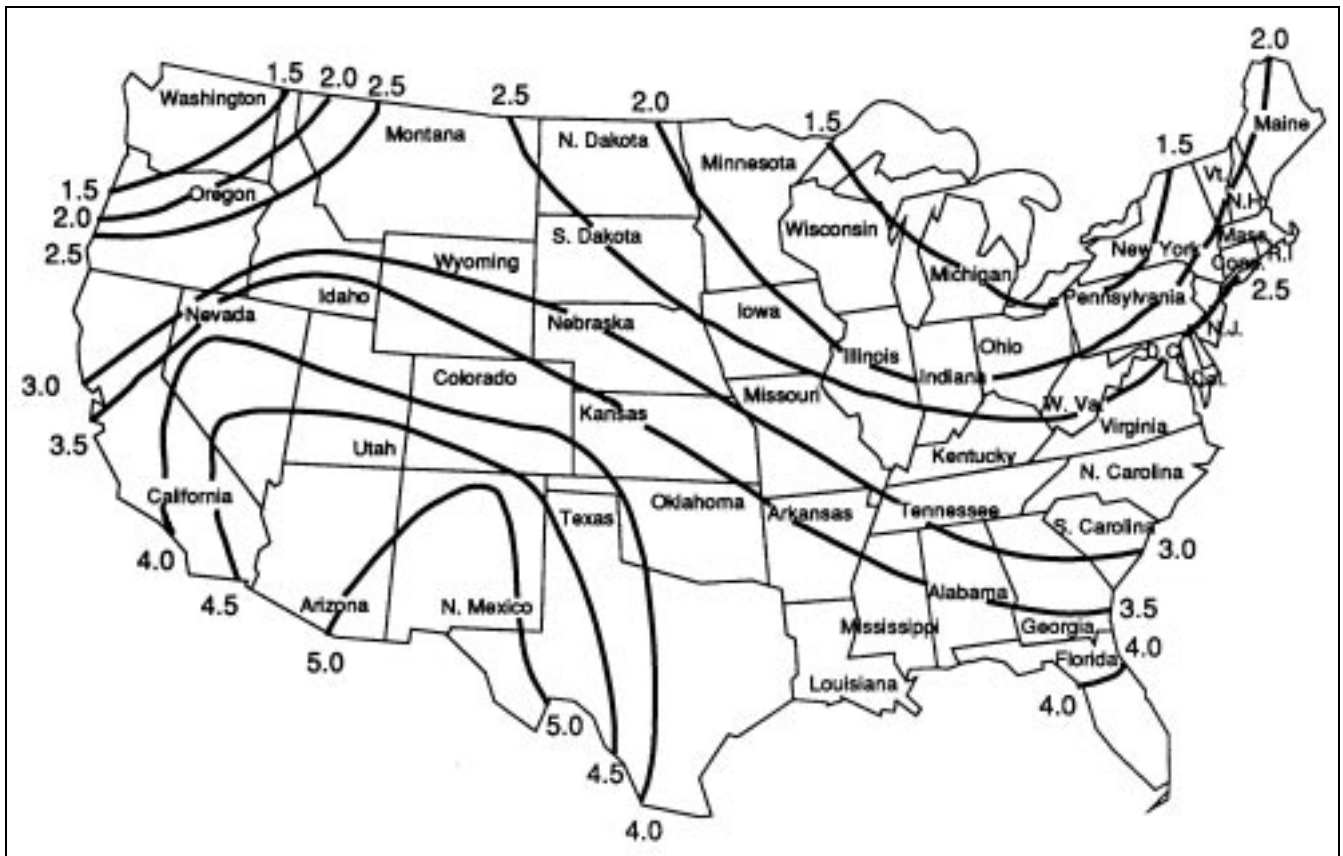 2.0
1.5 2.0 2.5 2.5 2.0
Washington
Montana
N. Dakota
1.5
Maine
Minnesota
1.5
Vt.
1.5
2.0
2.5
Oregon
N.H.
S. Dakota
Wisconsin
New York
Mass.
Conn.
R.I
Wyoming
Michigan
Idaho
Pennsylvania
2.5
Nevada
Nebraska
Iowa
N.J.
Illinois
Ohio
D.C.
3.0
Colorado
Indiana
Missouri
3.5
Kansas
W. Va.
Virginia
Utah
Kentucky
N. Carolina
California
Oklahoma
Texas
Arkansas
Tennessee
S. Carolina
3.0
4.0
4.5
Arizona
N. Mexico
Alabama
3.5
Mississippi
Georgia
4.0
5.0
Florida
Louisiana
4.0
5.0
4.5
4.0